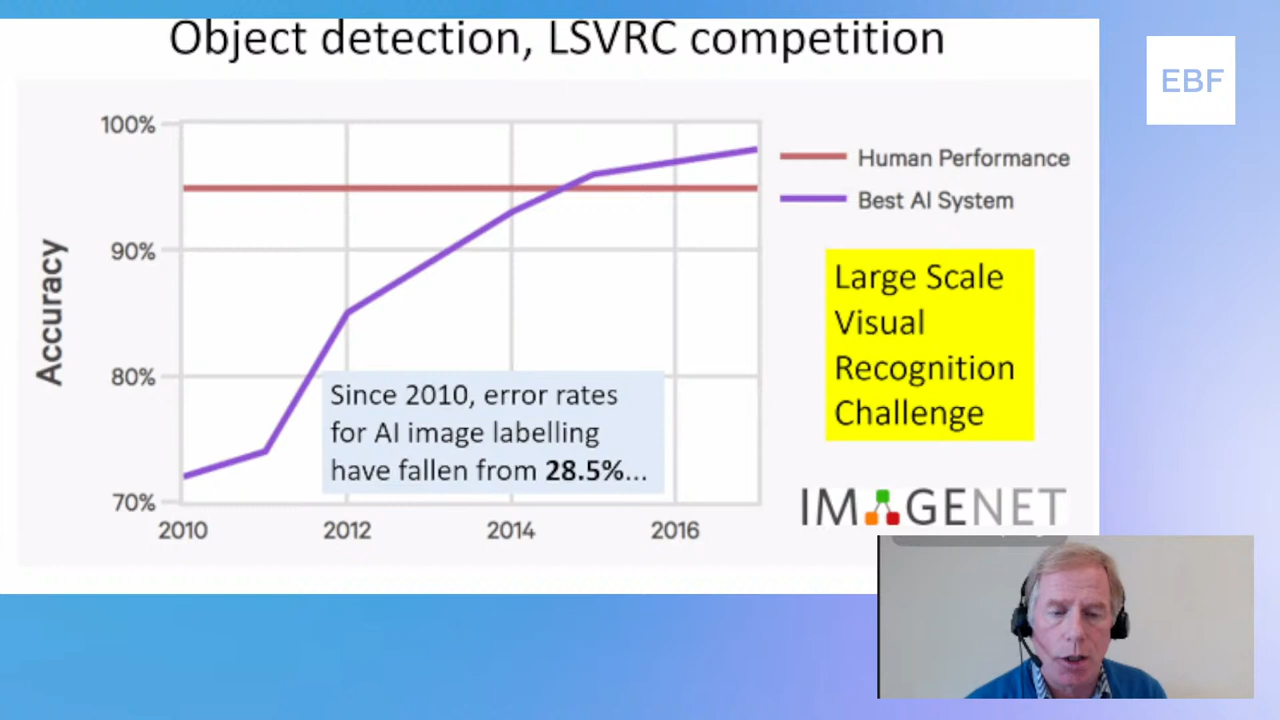 Object detection, LSVRC competition
EBF
100%
90%
80%
70%
Accuracy
2010
2012
2014
2016
Human Performance
Best AI System
Since 2010, error rates
for AI image labelling
have fallen from 28.5%...
Large Scale
Visual
Recognition
Challenge
IMAGENET